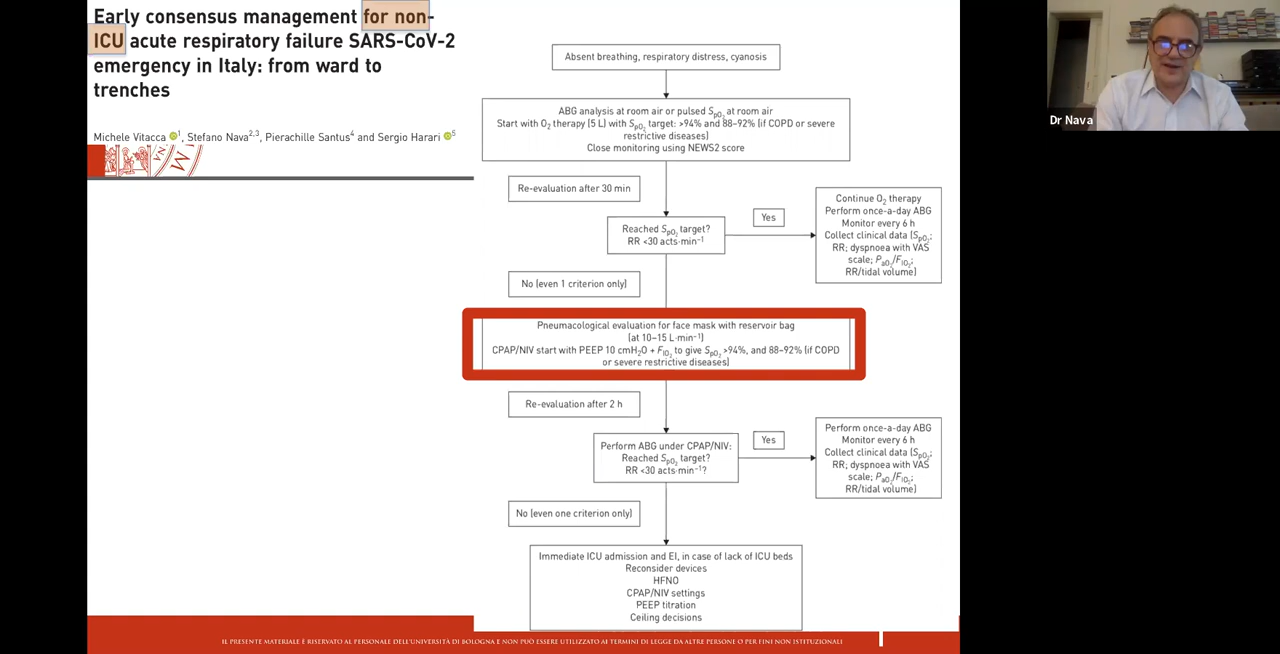 Early consensus management for non-
ICU acute respiratory failure SARS-CoV-2
emergency in Italy: from ward to
trenches
Michele Vitacca 1, Stefano Nava2,3, Pierachille Santus4 and Sergio Harari 5
Absent breathing, respiratory distress, cyanosis
ABG analysis at room air or pulsed SpO2 at room air
Start with O2 therapy (5 L) with SpO2 target: >94% and 88–92% (if COPD or severe
restrictive diseases)
Close monitoring using NEWS2 score
Re-evaluation after 30 min
Reached SpO2 target?
RR <30 acts·min−1
Yes
Continue O2 therapy
Perform once-a-day ABG
Monitor every 6 h
Collect clinical data (SpO2;
RR; dyspnoea with VAS
scale; PaO2/FIO2;
RR/tidal volume)
No (even 1 criterion only)
Pneumacological evaluation for face mask with reservoir bag
(at 10–15 L·min−1)
CPAP/NIV start with PEEP 10 cmH2O + FIO2 to give SpO2 >94%, and 88–92% (if COPD
or severe restrictive diseases)
Re-evaluation after 2 h
Perform ABG under CPAP/NIV:
Reached SpO2 target?
RR <30 acts·min−1?
Yes
Perform once-a-day ABG
Monitor every 6 h
Collect clinical data (SpO2;
RR; dyspnoea with VAS
scale; PaO2/FIO2;
RR/tidal volume)
No (even one criterion only)
Immediate ICU admission and EI, in case of lack of ICU beds
Reconsider devices
HFNO
CPAP/NIV settings
PEEP titration
Ceiling decisions
IL PRESENTE MATERIALE È RISERVATO AL PERSONALE DELL'UNIVERSITÀ DI BOLOGNA E NON PUÒ ESSERE UTILIZZATO AI TERMINI DI LEGGE DA ALTRE PERSONE O PER FINI NON ISTITUZIONALI
Dr Nava